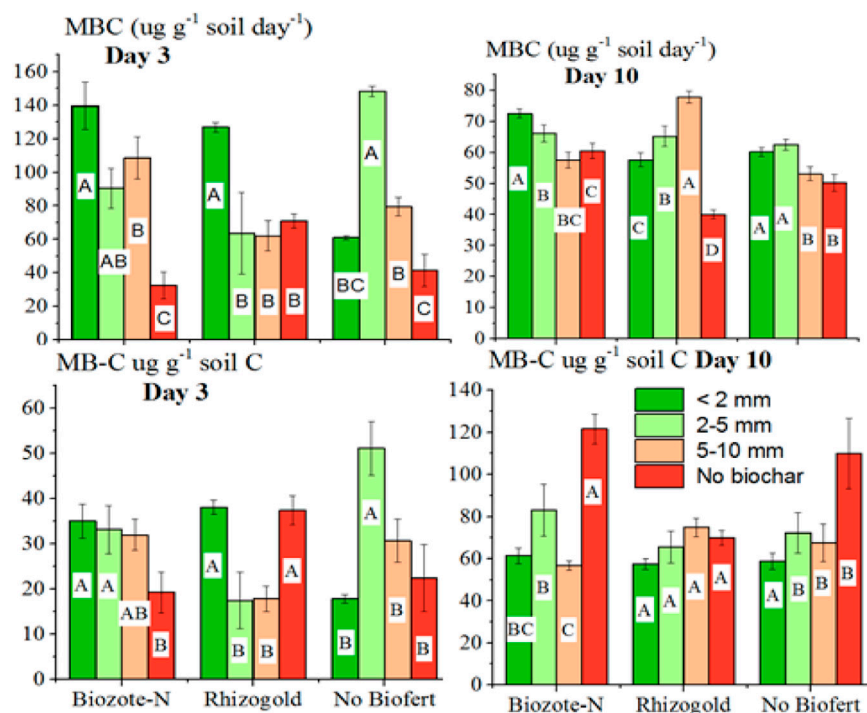 MBC (ug g⁻¹ soil day⁻¹)
Day 3
160
140
120
100
80
60
40
20
0
A
AB
B
C
A
B
B
B
BC
A
B
C
MBC (ug g⁻¹ soil day⁻¹)
Day 10
80
70
60
50
40
30
20
10
0
A
B
BC
C
C
B
A
D
A
A
B
B
MB-C ug g⁻¹ soil C
Day 3
60
50
40
30
20
10
0
A
A
AB
B
A
B
B
A
B
A
B
B
Biozote-N Rhizogold No Biofert
MB-C ug g⁻¹ soil C Day 10
140
120
100
80
60
40
20
0
< 2 mm
2-5 mm
5-10 mm
No biochar
BC
B
C
A
A
A
A
A
A
B
B
A
Biozote-N Rhizogold No Biofert